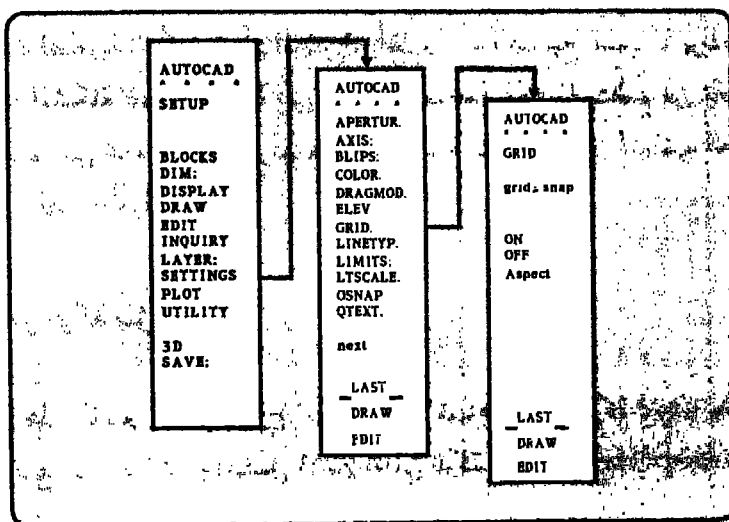 AUTOCAD
* * * *
SETUP
BLOCKS
DIM:
DISPLAY
DRAW
EDIT
INQUIRY
LAYER:
SETTINGS
PLOT
UTILITY
3D
SAVE:
AUTOCAD
* * * *
APERTUR.
AXIS:
BLIPS:
COLOR.
DRAGMOD.
ELEV
GRID.
LINETYP.
LIMITS:
LTSCALE.
OSNAP
QTEXT.
next
_LAST_
DRAW
EDIT
AUTOCAD
* * * *
GRID
grid=snap
ON
OFF
Aspect
_LAST_
DRAW
EDIT